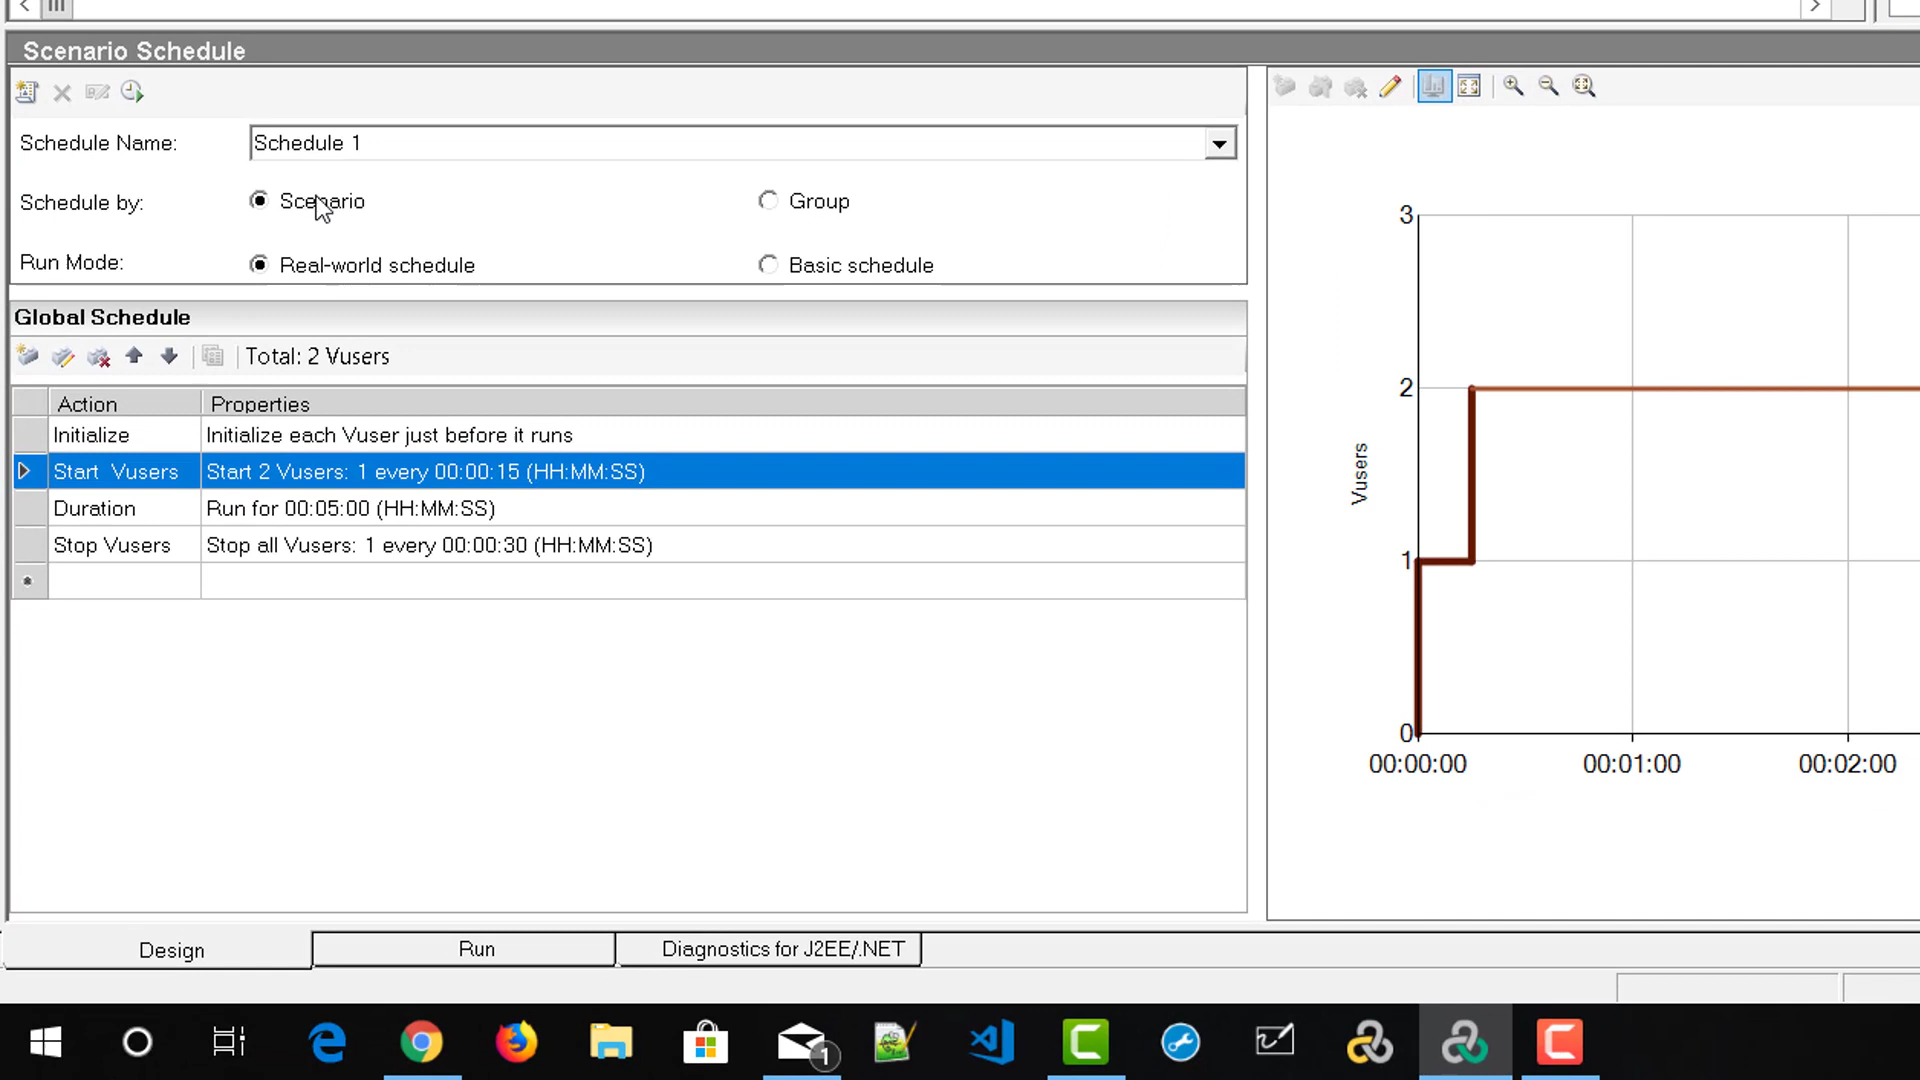 Scenario Schedule
Schedule Name: Schedule 1
Schedule by: Scenario Group
Run Mode: Real-world schedule Basic schedule
Global Schedule
Total: 2 Vusers
Action Properties
Initialize Initialize each Vuser just before it runs
Start Vusers Start 2 Vusers: 1 every 00:00:15 (HH:MM:SS)
Duration Run for 00:05:00 (HH:MM:SS)
Stop Vusers Stop all Vusers: 1 every 00:00:30 (HH:MM:SS)
3
2
1
0
Vusers
00:00:00 00:01:00 00:02:00
Design Run Diagnostics for J2EE/.NET
1